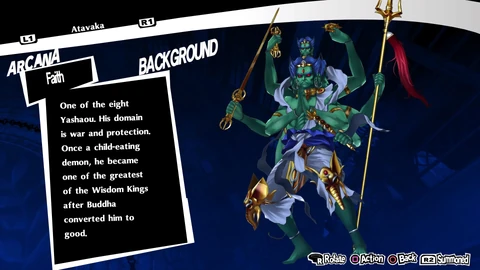 L1
Atavaka
R1
ARCANA
Faith
BACKGROUND
One of the eight
Yashaou. His domain
is war and protection.
Once a child-eating
demon, he became
one of the greatest
of the Wisdom Kings
after Buddha
converted him to
good.
R Rotate Action Back L2 Summoned